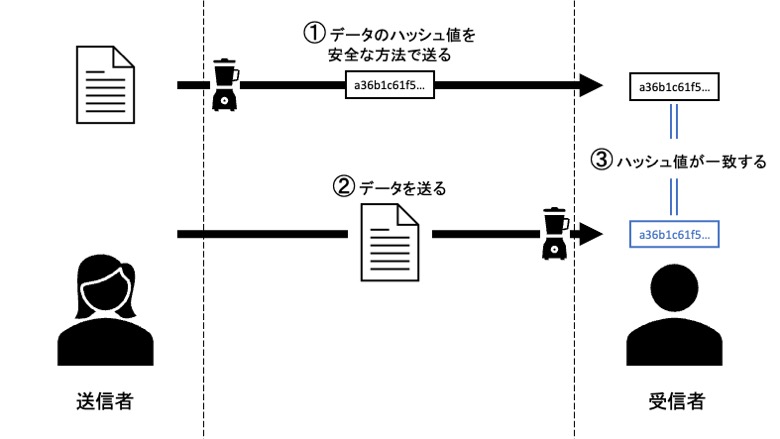 ① データのハッシュ値を
安全な方法で送る
a36b1c61f5...
a36b1c61f5...
③ ハッシュ値が一致する
② データを送る
a36b1c61f5...
送信者
受信者